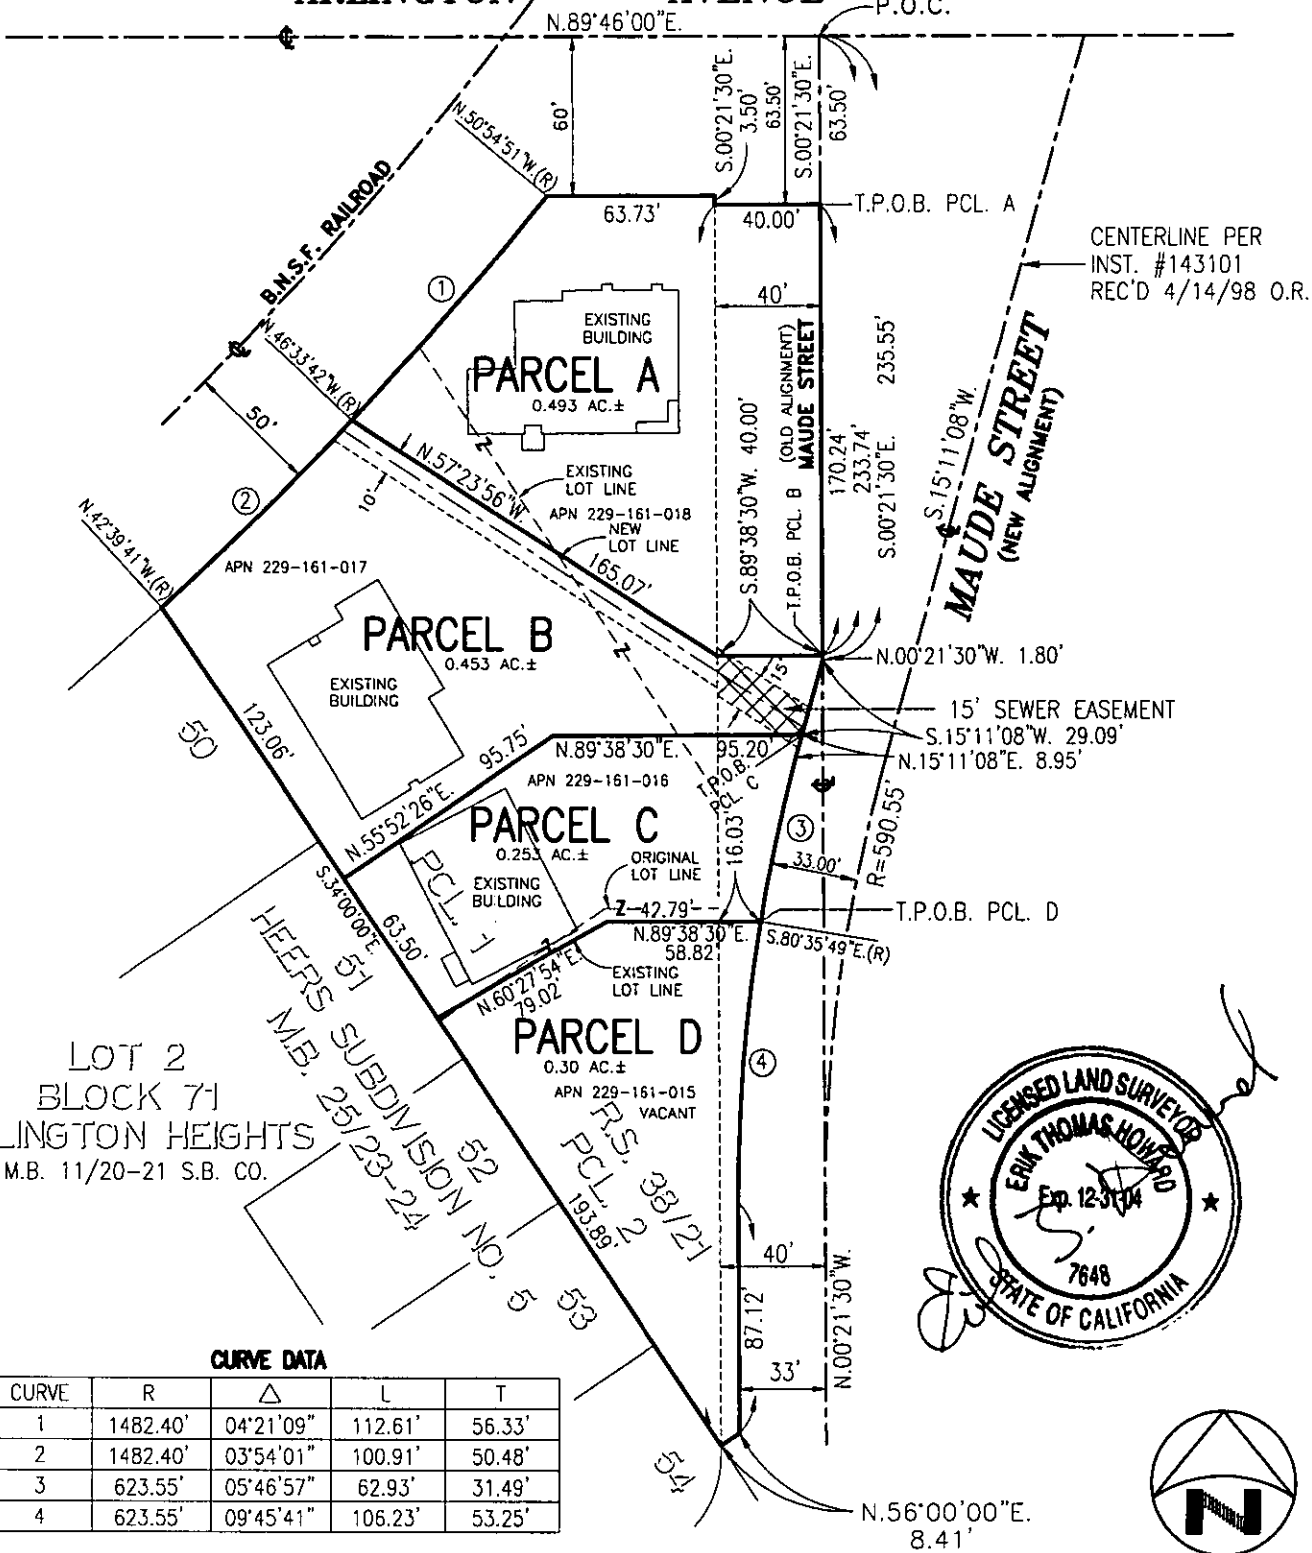 ARLINGTON AVENUE
N.89°46'00"E.
P.O.C.
60'
S.00°21'30"E.
3.50'
63.50'
S.00°21'30"E.
63.50'
N.50°54'51"W.(R)
B.N.S.F. RAILROAD
63.73'
40.00'
T.P.O.B. PCL. A
CENTERLINE PER
INST. #143101
REC'D 4/14/98 O.R.
1
40'
EXISTING
BUILDING
PARCEL A
0.493 AC.±
(OLD ALIGNMENT)
MAUDE STREET
235.55'
N.46°33'42"W.(R)
50'
S.89°38'30"W. 40.00'
T.P.O.B. PCL. B
170.24'
233.74'
S.00°21'30"E.
S.15°11'08"W.
MAUDE STREET
(NEW ALIGNMENT)
N.57°23'56"W.
165.07'
EXISTING
LOT LINE
APN 229-161-018
NEW
LOT LINE
10'
2
N.42°39'41"W.(R)
APN 229-161-017
PARCEL B
0.453 AC.±
EXISTING
BUILDING
N.00°21'30"W. 1.80'
15'
15' SEWER EASEMENT
S.15°11'08"W. 29.09'
N.15°11'08"E. 8.95'
123.06'
50
95.75'
N.55°52'26"E.
N.89°38'30"E.
95.20'
T.P.O.B.
PCL. C
APN 229-161-016
PARCEL C
0.253 AC.±
EXISTING
BUILDING
PCL. 1
ORIGINAL
LOT LINE
16.03'
3
33.00'
R=590.55'
42.79'
T.P.O.B. PCL. D
N.89°38'30"E.
58.82'
S.80°35'49"E.(R)
S.34°00'00"E.
63.50'
EXISTING
LOT LINE
N.60°27'54"E.
79.02'
PARCEL D
0.30 AC.±
APN 229-161-015
VACANT
4
51
HEERS SUBDIVISION NO. 5
M.B. 25/23-24
52
R.S. 38/21
PCL. 2
LOT 2
BLOCK 71
LINGTON HEIGHTS
M.B. 11/20-21 S.B. CO.
193.89'
53
40'
87.12'
33'
N.00°21'30"W.
54
N.56°00'00"E.
8.41'
LICENSED LAND SURVEYOR
ERIK THOMAS HOWARD
Exp. 12-31-04
7648
STATE OF CALIFORNIA
CURVE DATA
CURVE R △ L T
1 1482.40' 04°21'09" 112.61' 56.33'
2 1482.40' 03°54'01" 100.91' 50.48'
3 623.55' 05°46'57" 62.93' 31.49'
4 623.55' 09°45'41" 106.23' 53.25'
N